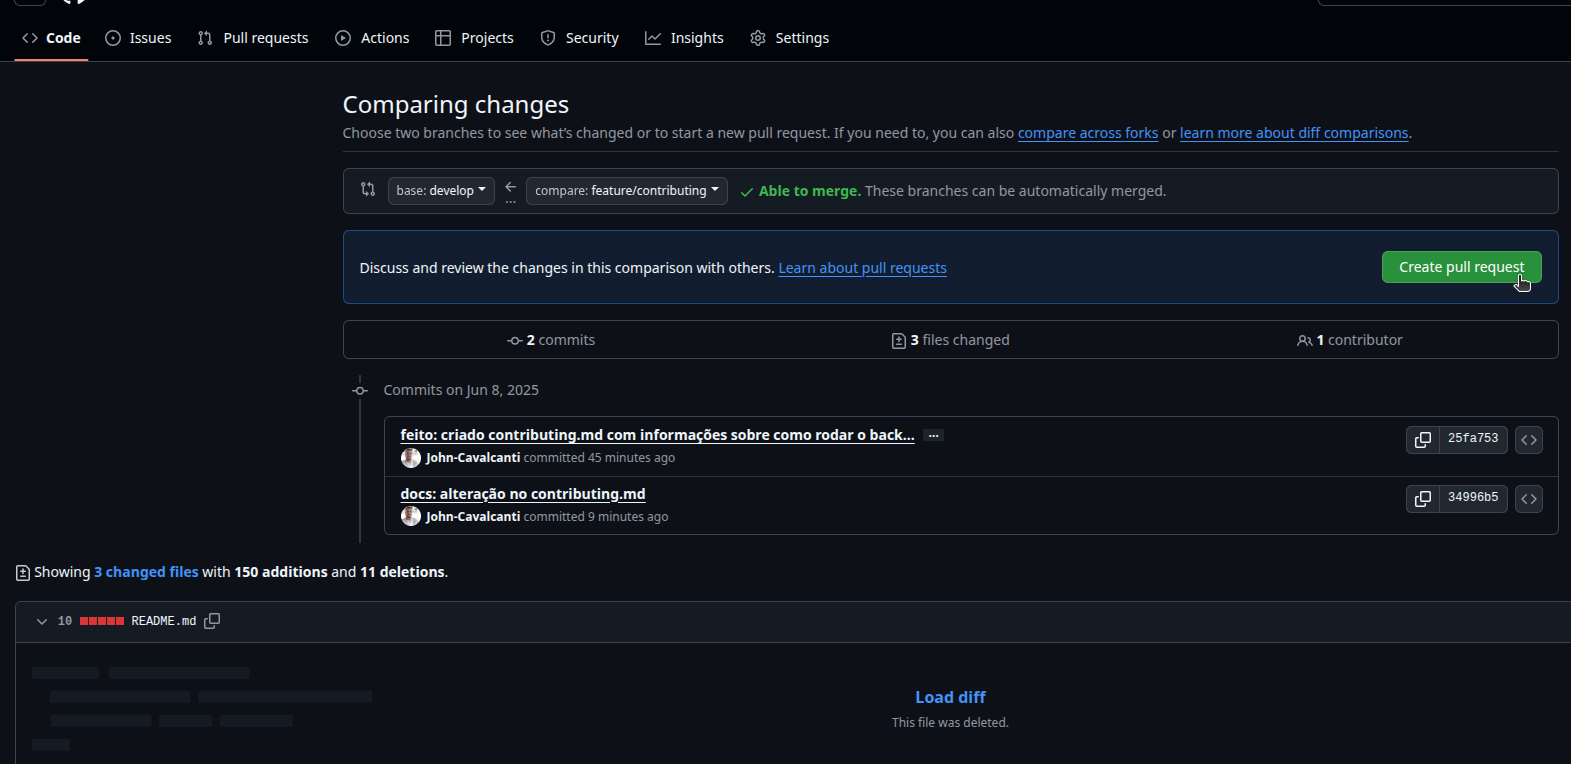 Code Issues Pull requests Actions Projects Security Insights Settings
Comparing changes
Choose two branches to see what's changed or to start a new pull request. If you need to, you can also compare across forks or learn more about diff comparisons.
base: develop ... compare: feature/contributing Able to merge. These branches can be automatically merged.
Discuss and review the changes in this comparison with others. Learn about pull requests Create pull request
2 commits 3 files changed 1 contributor
Commits on Jun 8, 2025
feito: criado contributing.md com informações sobre como rodar o back... ...
25fa753
John-Cavalcanti committed 45 minutes ago
docs: alteração no contributing.md
34996b5
John-Cavalcanti committed 9 minutes ago
Showing 3 changed files with 150 additions and 11 deletions.
10 README.md
Load diff
This file was deleted.